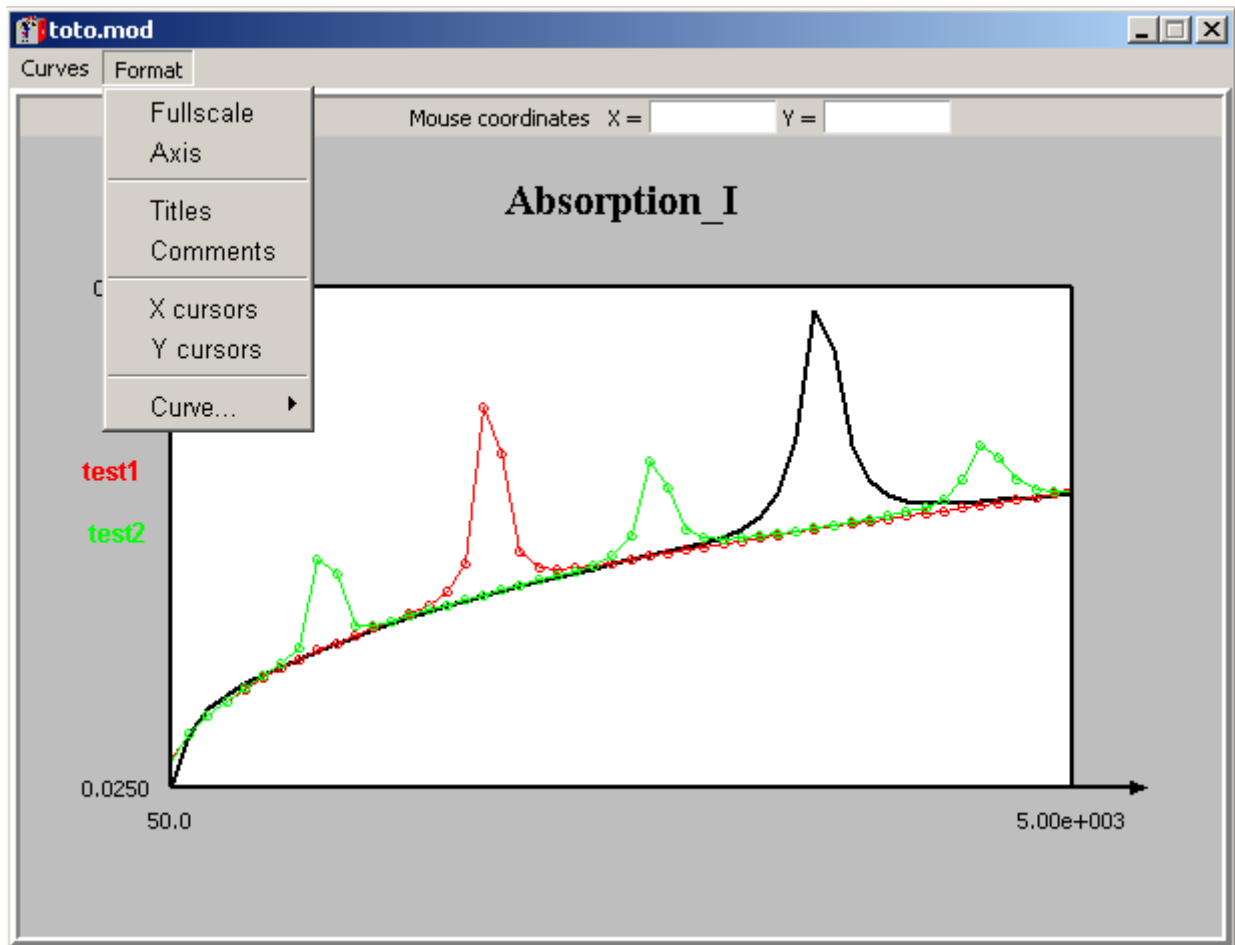 toto.mod
Curves Format
Fullscale
Mouse coordinates X = Y =
Axis
Titles
Absorption_I
Comments
X cursors
Y cursors
Curve...
test1
test2
0.0250
50.0 5.00e+003